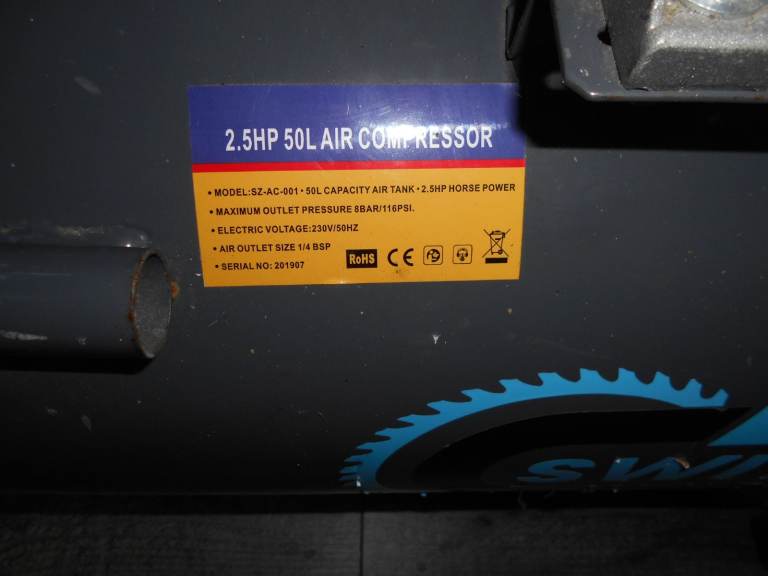 2.5HP 50L AIR COMPRESSOR
• MODEL:SZ-AC-001 • 50L CAPACITY AIR TANK • 2.5HP HORSE POWER
• MAXIMUM OUTLET PRESSURE 8BAR/116PSI.
• ELECTRIC VOLTAGE:230V/50HZ
• AIR OUTLET SIZE 1/4 BSP
• SERIAL NO: 201907
RoHS CE
SWI